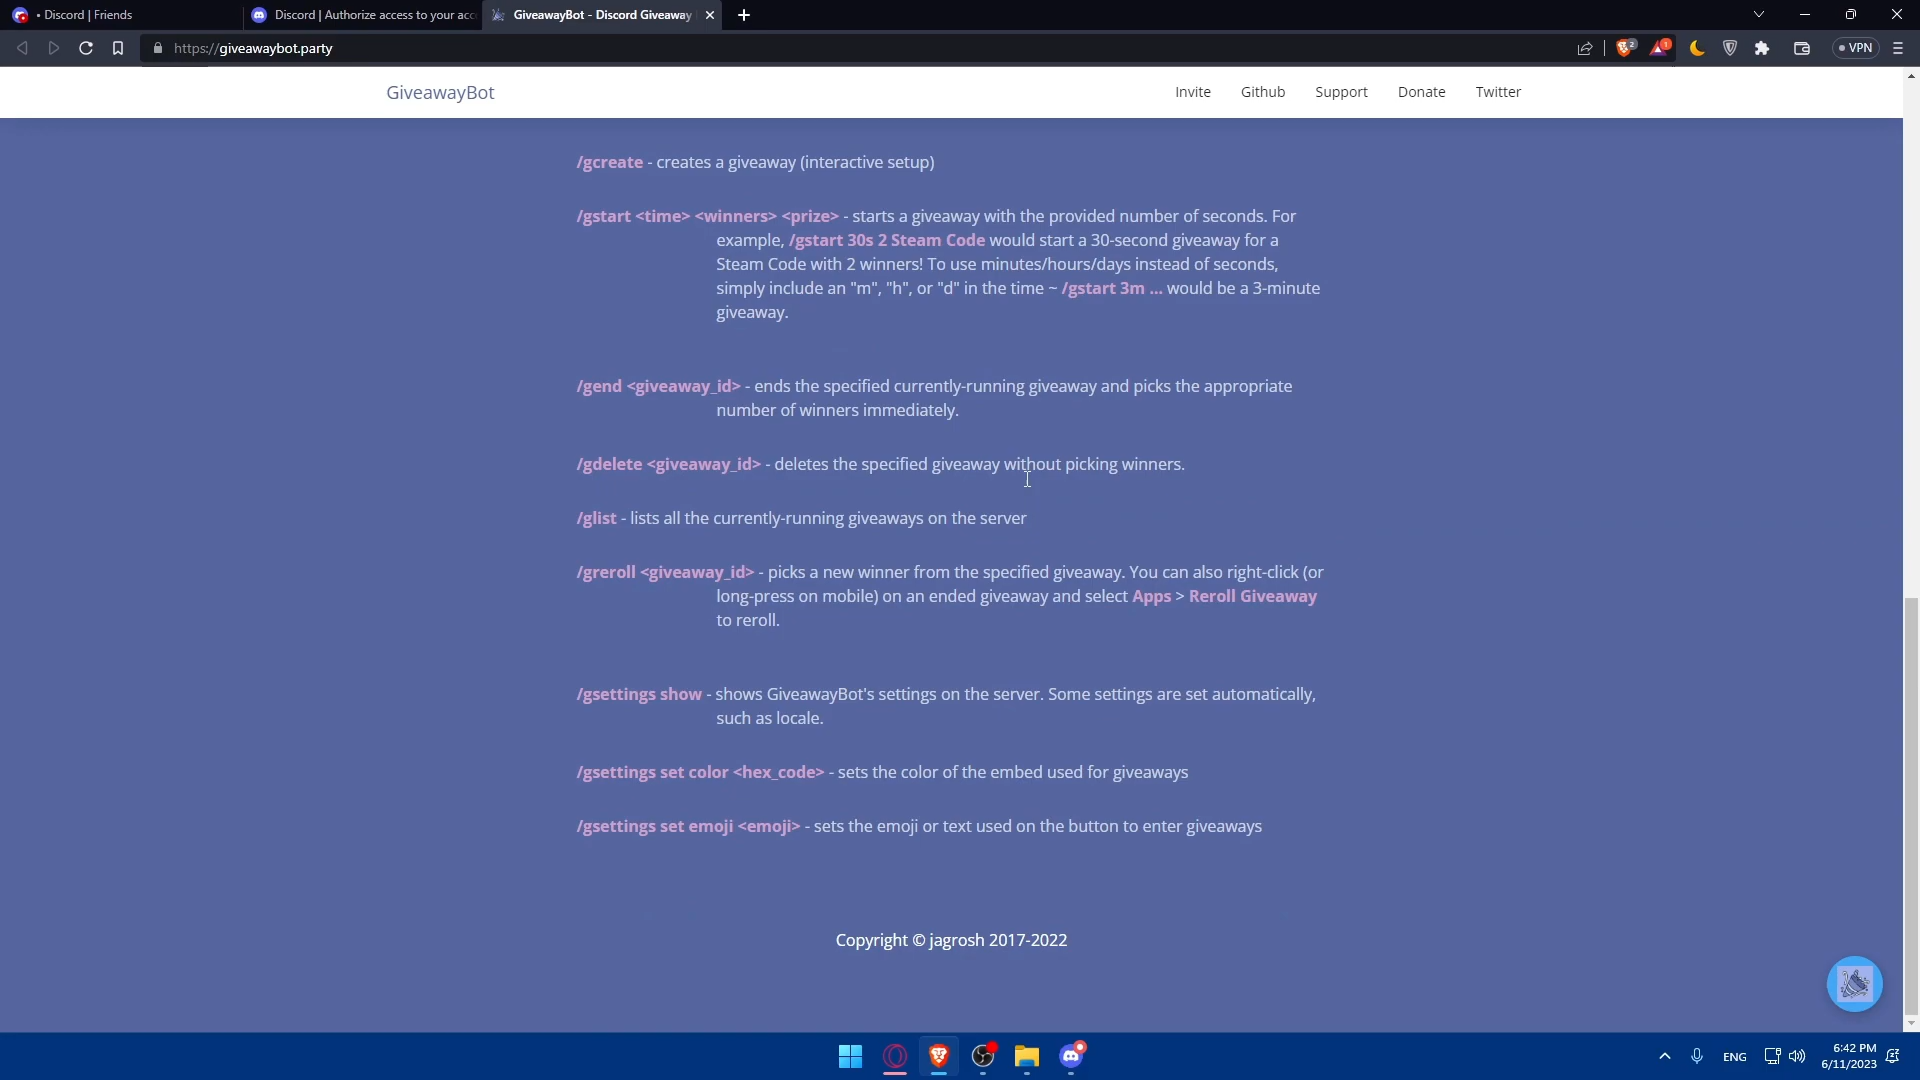 • Discord | Friends
Discord | Authorize access to your acc
GiveawayBot - Discord Giveaway
https://giveawaybot.party
2
1
VPN
GiveawayBot
Invite
Github
Support
Donate
Twitter
/gcreate - creates a giveaway (interactive setup)
/gstart <time> <winners> <prize> - starts a giveaway with the provided number of seconds. For
example, /gstart 30s 2 Steam Code would start a 30-second giveaway for a
Steam Code with 2 winners! To use minutes/hours/days instead of seconds,
simply include an "m", "h", or "d" in the time ~ /gstart 3m ... would be a 3-minute
giveaway.
/gend <giveaway_id> - ends the specified currently-running giveaway and picks the appropriate
number of winners immediately.
/gdelete <giveaway_id> - deletes the specified giveaway without picking winners.
/glist - lists all the currently-running giveaways on the server
/greroll <giveaway_id> - picks a new winner from the specified giveaway. You can also right-click (or
long-press on mobile) on an ended giveaway and select Apps > Reroll Giveaway
to reroll.
/gsettings show - shows GiveawayBot's settings on the server. Some settings are set automatically,
such as locale.
/gsettings set color <hex_code> - sets the color of the embed used for giveaways
/gsettings set emoji <emoji> - sets the emoji or text used on the button to enter giveaways
Copyright © jagrosh 2017-2022
ENG
6:42 PM
6/11/2023